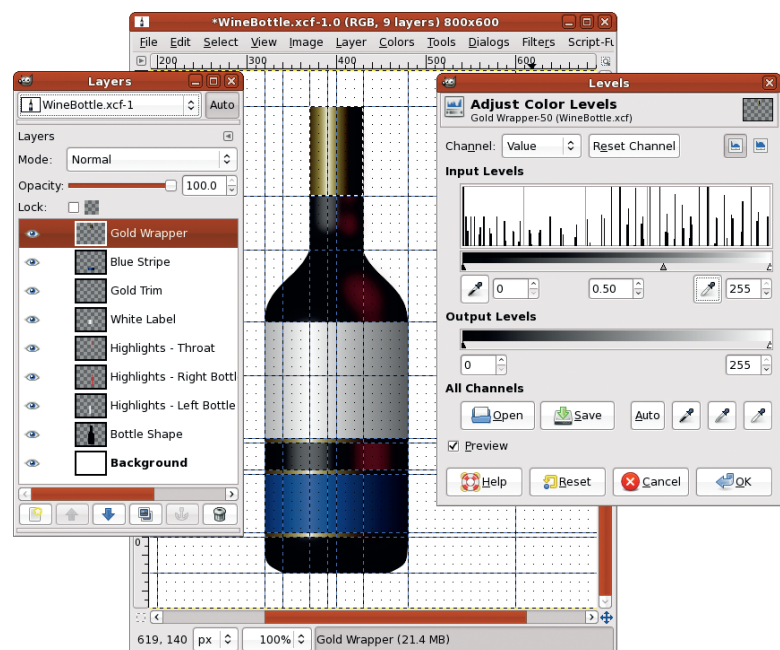 *WineBottle.xcf-1.0 (RGB, 9 layers) 800x600
File Edit Select View Image Layer Colors Tools Dialogs Filters Script-Fu
200 300 400 500 600
Layers
WineBottle.xcf-1 Auto
Layers
Mode: Normal
Opacity: 100.0
Lock:
Gold Wrapper
Blue Stripe
Gold Trim
White Label
Highlights - Throat
Highlights - Right Bottl
Highlights - Left Bottle
Bottle Shape
Background
0
619, 140 px 100% Gold Wrapper (21.4 MB)
Levels
Adjust Color Levels
Gold Wrapper-50 (WineBottle.xcf)
Channel: Value Reset Channel
Input Levels
0 0.50 255
Output Levels
0 255
All Channels
Open Save Auto
Preview
Help Reset Cancel OK